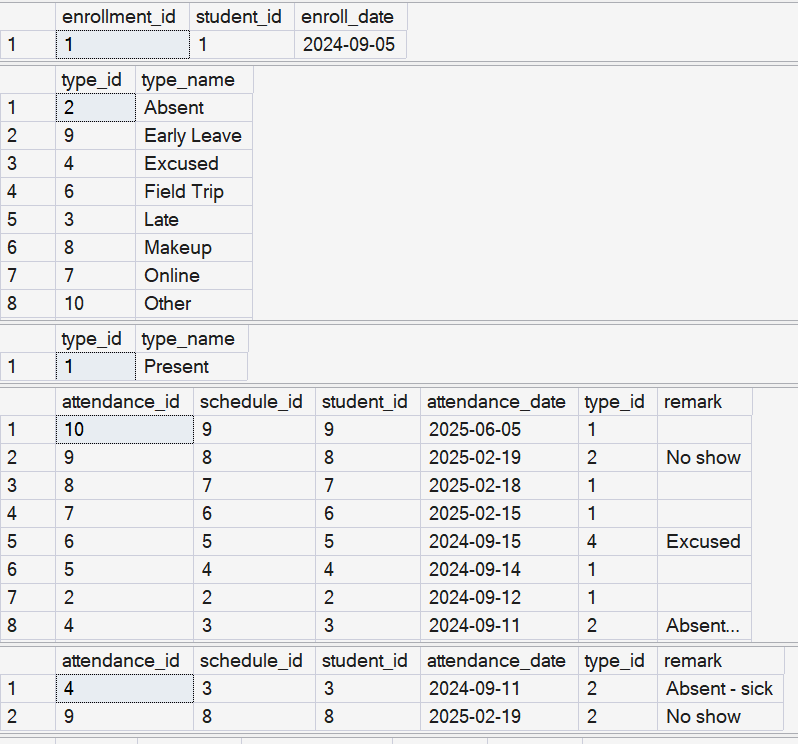 enrollment_id student_id enroll_date
1 1 1 2024-09-05
type_id type_name
1 2 Absent
2 9 Early Leave
3 4 Excused
4 6 Field Trip
5 3 Late
6 8 Makeup
7 7 Online
8 10 Other
type_id type_name
1 1 Present
attendance_id schedule_id student_id attendance_date type_id remark
1 10 9 9 2025-06-05 1
2 9 8 8 2025-02-19 2 No show
3 8 7 7 2025-02-18 1
4 7 6 6 2025-02-15 1
5 6 5 5 2024-09-15 4 Excused
6 5 4 4 2024-09-14 1
7 2 2 2 2024-09-12 1
8 4 3 3 2024-09-11 2 Absent...
attendance_id schedule_id student_id attendance_date type_id remark
1 4 3 3 2024-09-11 2 Absent - sick
2 9 8 8 2025-02-19 2 No show